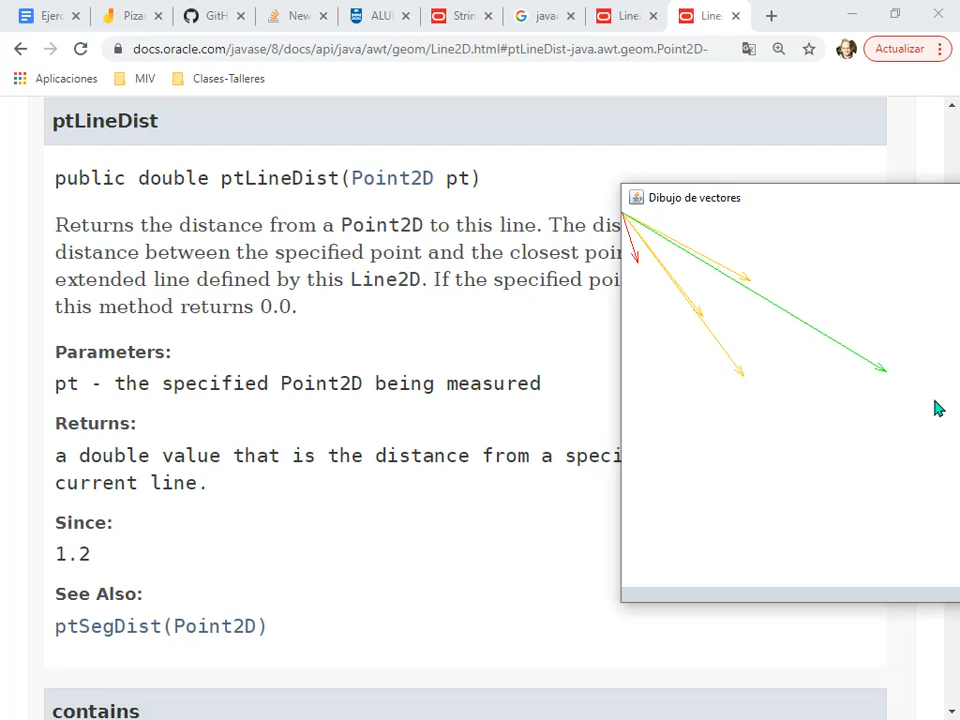 Ejerc
Pizar
GitH
New
ALUI
Strin
java
Line
Line
docs.oracle.com/javase/8/docs/api/java/awt/geom/Line2D.html#ptLineDist-java.awt.geom.Point2D-
Actualizar
Aplicaciones
MIV
Clases-Talleres
ptLineDist
public double ptLineDist(Point2D pt)
Returns the distance from a Point2D to this line. The dis
distance between the specified point and the closest poin
extended line defined by this Line2D. If the specified poin
this method returns 0.0.
Parameters:
pt - the specified Point2D being measured
Returns:
a double value that is the distance from a speci
current line.
Since:
1.2
See Also:
ptSegDist(Point2D)
contains
Dibujo de vectores